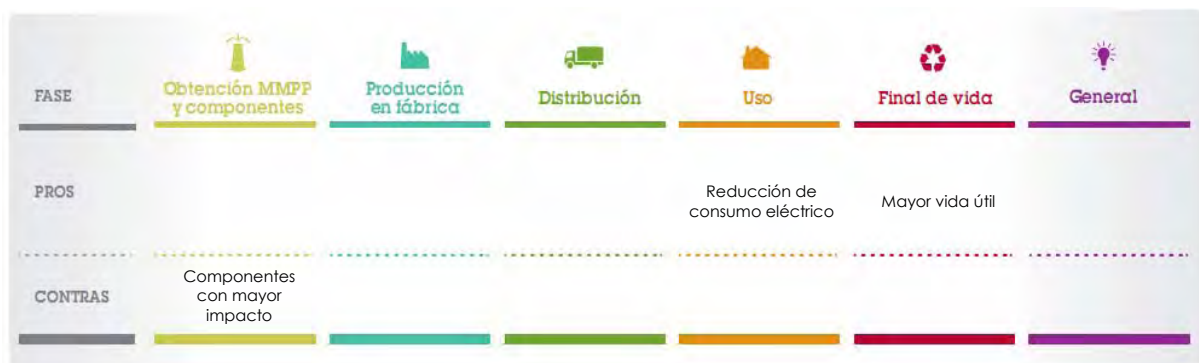 FASE
Obtención MMPP
y componentes
Producción
en fábrica
Distribución
Uso
Final de vida
General
PROS
Reducción de
consumo eléctrico
Mayor vida útil
CONTRAS
Componentes
con mayor
impacto